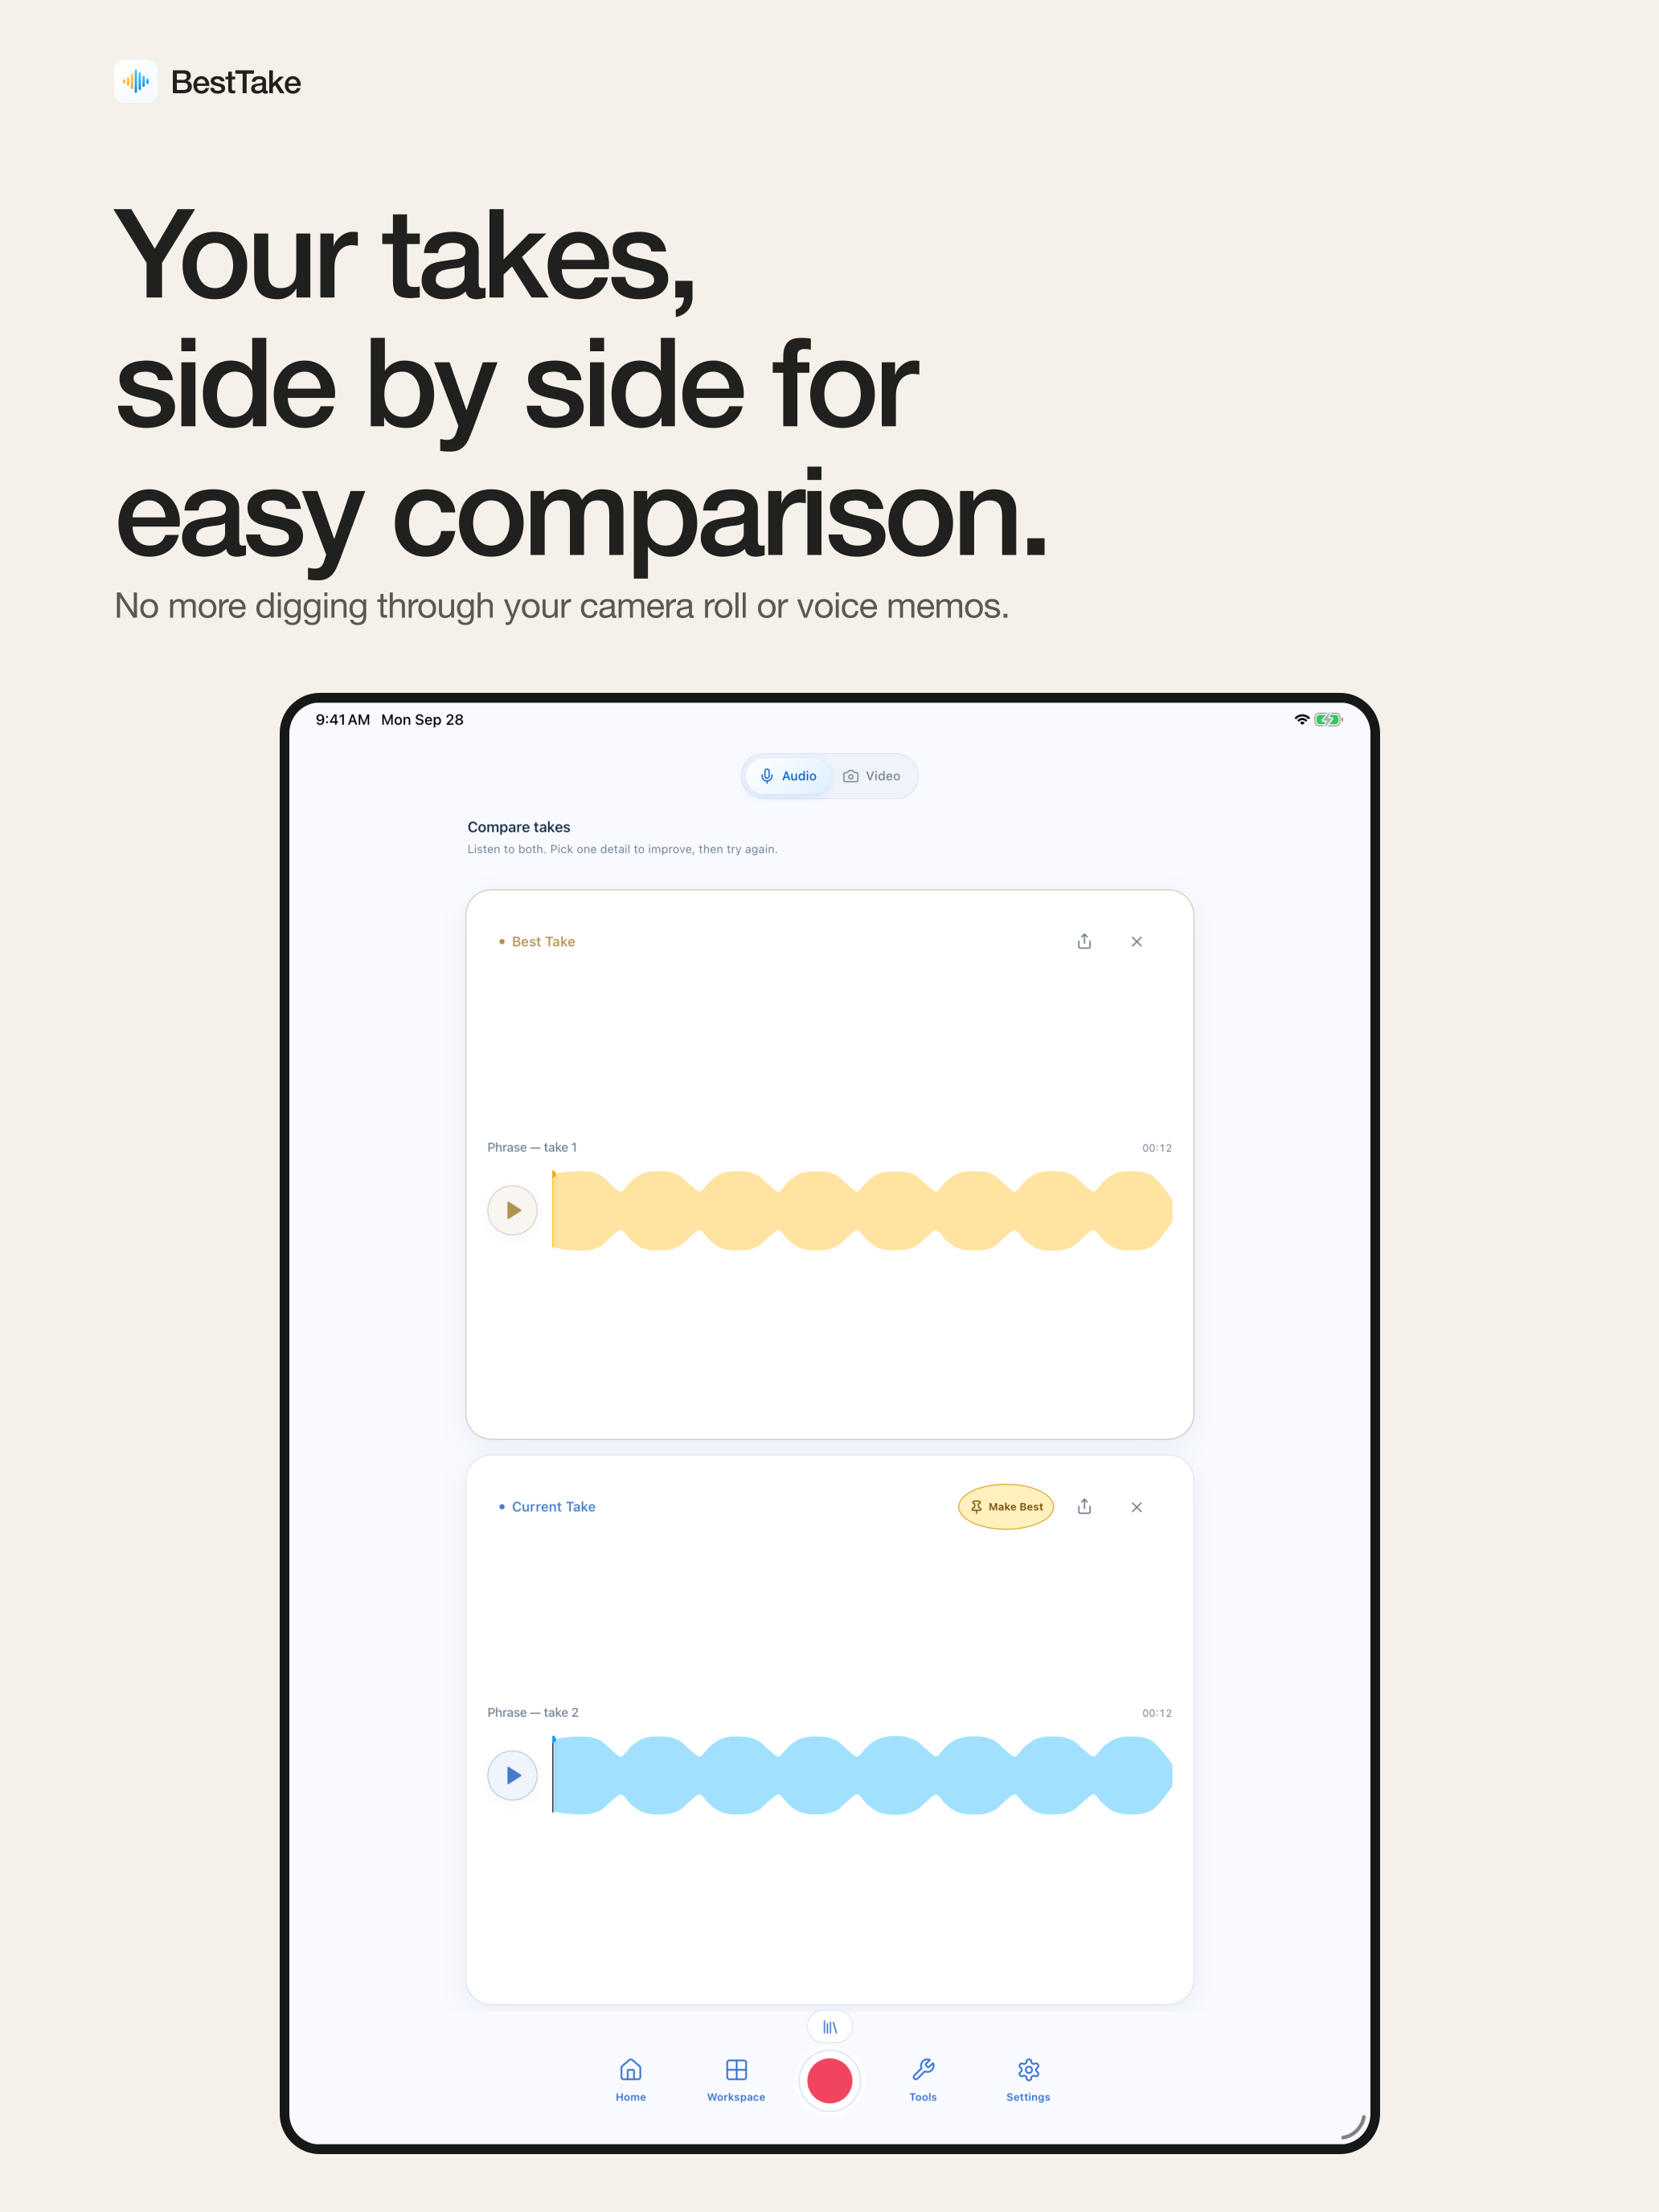 BestTake
Your takes,
side by side for
easy comparison.
No more digging through your camera roll or voice memos.
9:41 AM Mon Sep 28
Audio Video
Compare takes
Listen to both. Pick one detail to improve, then try again.
Best Take
Phrase — take 1 00:12
Current Take Make Best
Phrase — take 2 00:12
Home Workspace Tools Settings